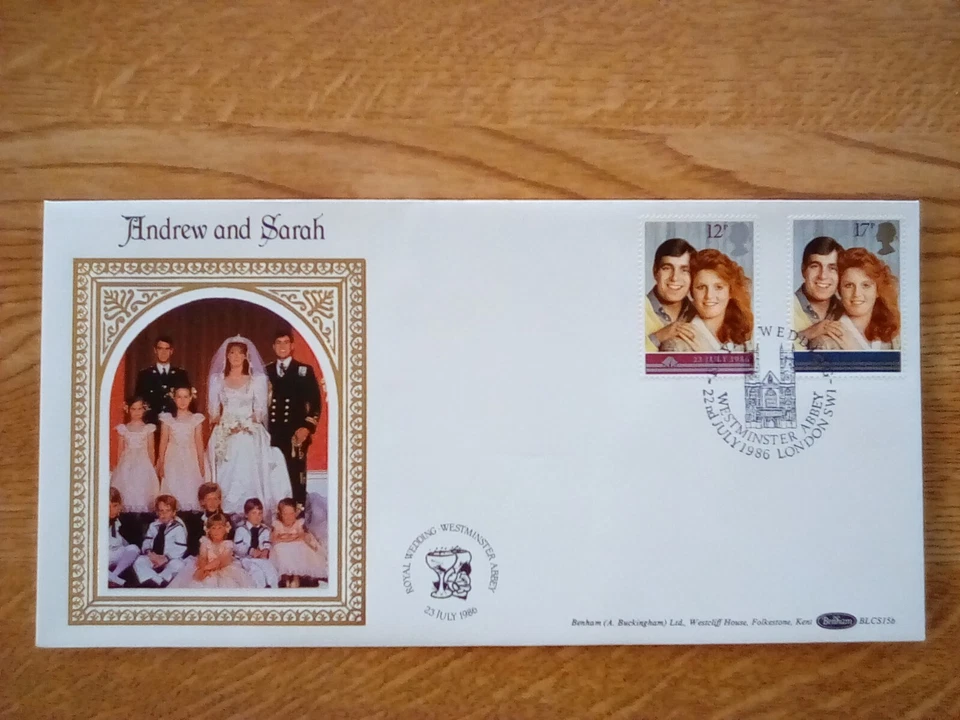 Andrew and Sarah
12P
17P
23 JULY 1986
WEDD
WESTMINSTER ABBEY
22nd JULY 1986 LONDON SW1
ROYAL WEDDING WESTMINSTER ABBEY
23 JULY 1986
Benham (A. Buckingham) Ltd., Westcliff House, Folkestone, Kent Benham BLCS15b